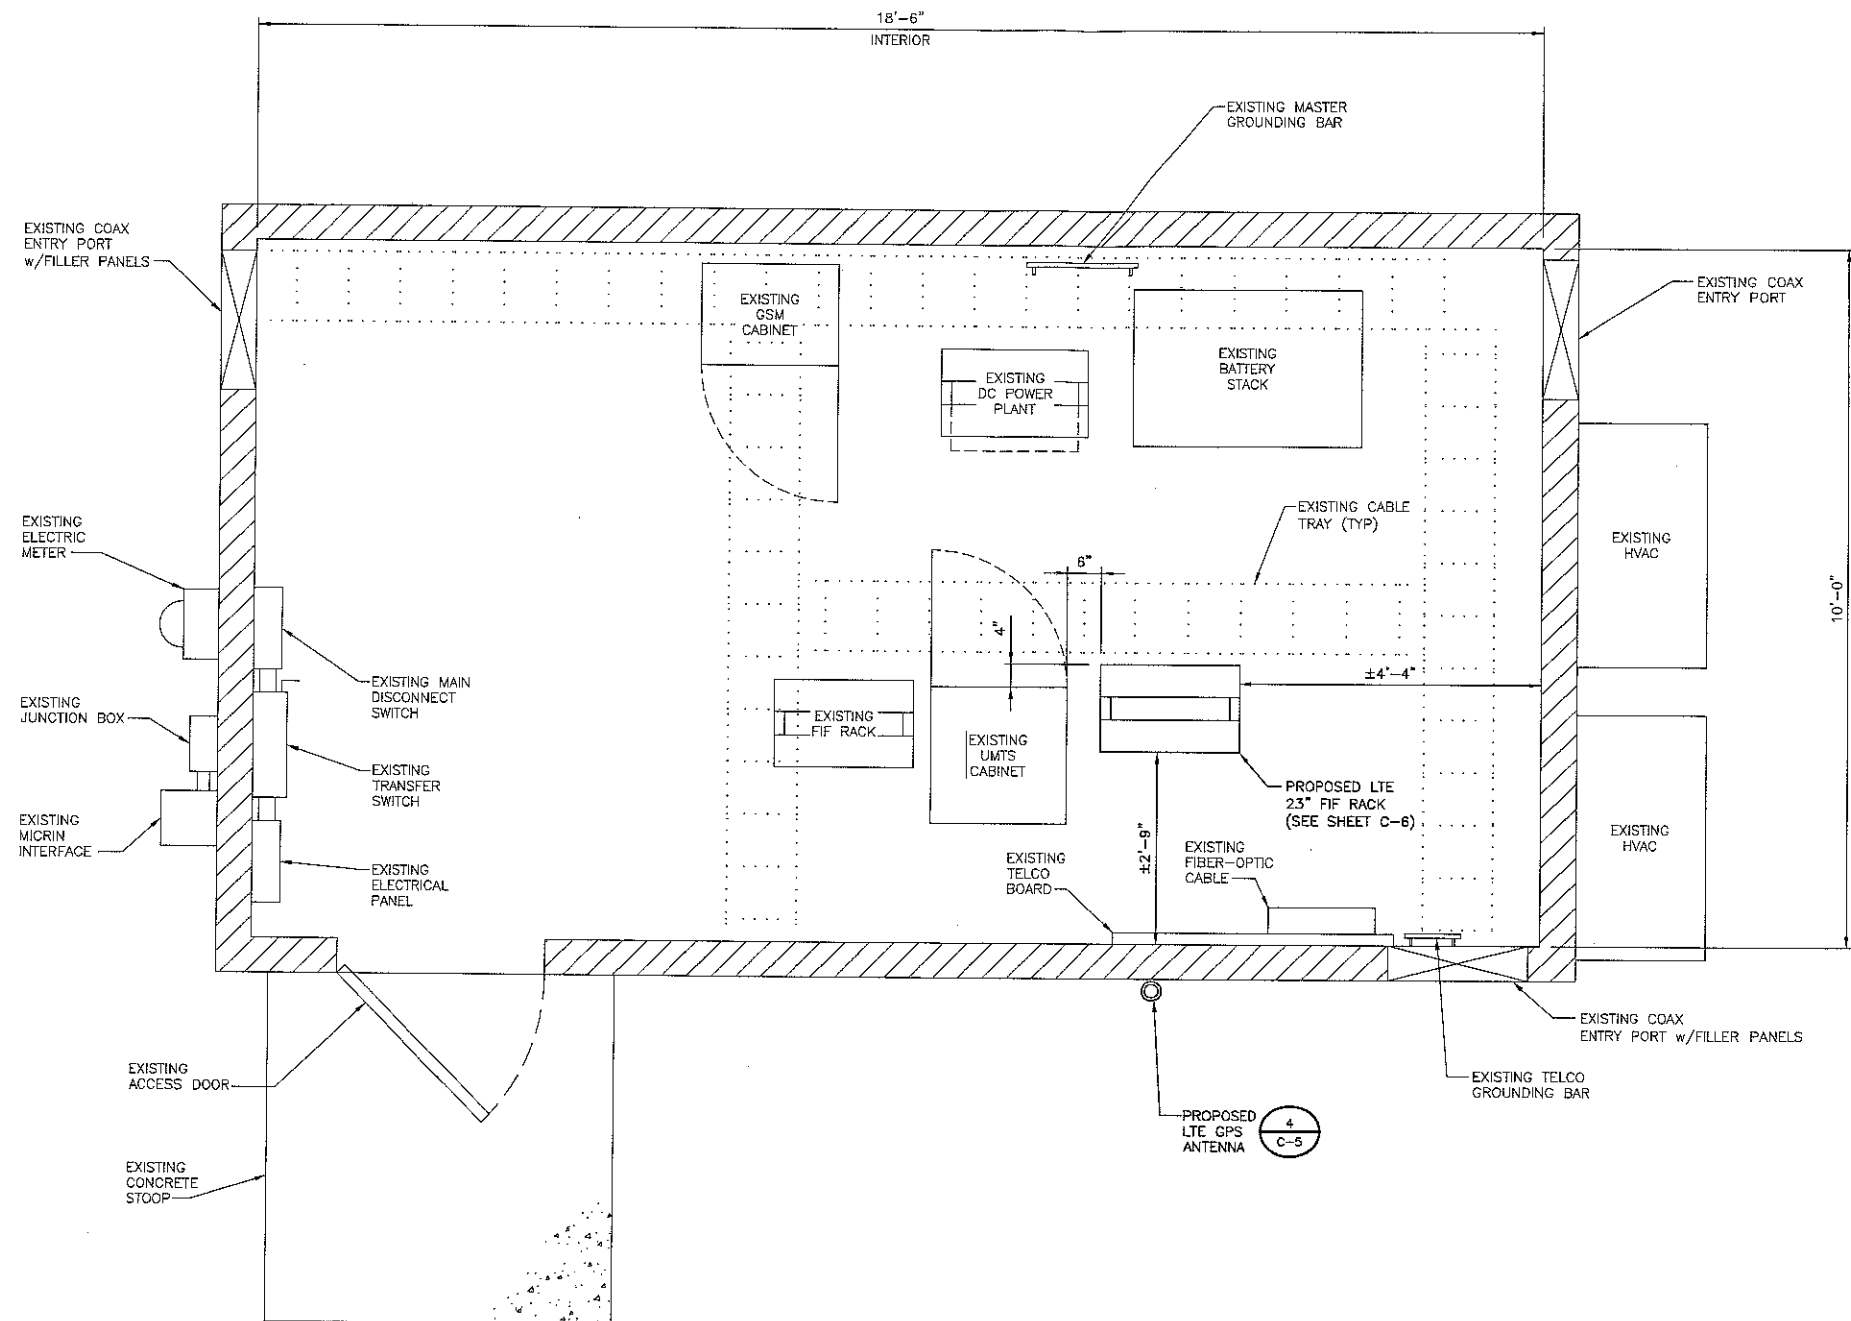 18'-6"
INTERIOR
EXISTING MASTER
GROUNDING BAR
EXISTING COAX
ENTRY PORT
w/FILLER PANELS
EXISTING
GSM
CABINET
EXISTING COAX
ENTRY PORT
EXISTING
BATTERY
STACK
EXISTING
DC POWER
PLANT
EXISTING CABLE
TRAY (TYP)
EXISTING
ELECTRIC
METER
EXISTING
HVAC
6"
10'-0"
4"
±4'-4"
EXISTING MAIN
DISCONNECT
SWITCH
EXISTING
JUNCTION BOX
EXISTING
FIF RACK
EXISTING
UMTS
CABINET
EXISTING
TRANSFER
SWITCH
PROPOSED LTE
23" FIF RACK
(SEE SHEET C-6)
EXISTING
MICRIN
INTERFACE
EXISTING
HVAC
±2'-9"
EXISTING
FIBER-OPTIC
CABLE
EXISTING
TELCO
BOARD
EXISTING
ELECTRICAL
PANEL
EXISTING COAX
ENTRY PORT w/FILLER PANELS
EXISTING
ACCESS DOOR
EXISTING TELCO
GROUNDING BAR
PROPOSED
LTE GPS
ANTENNA
4
C-5
EXISTING
CONCRETE
STOOP